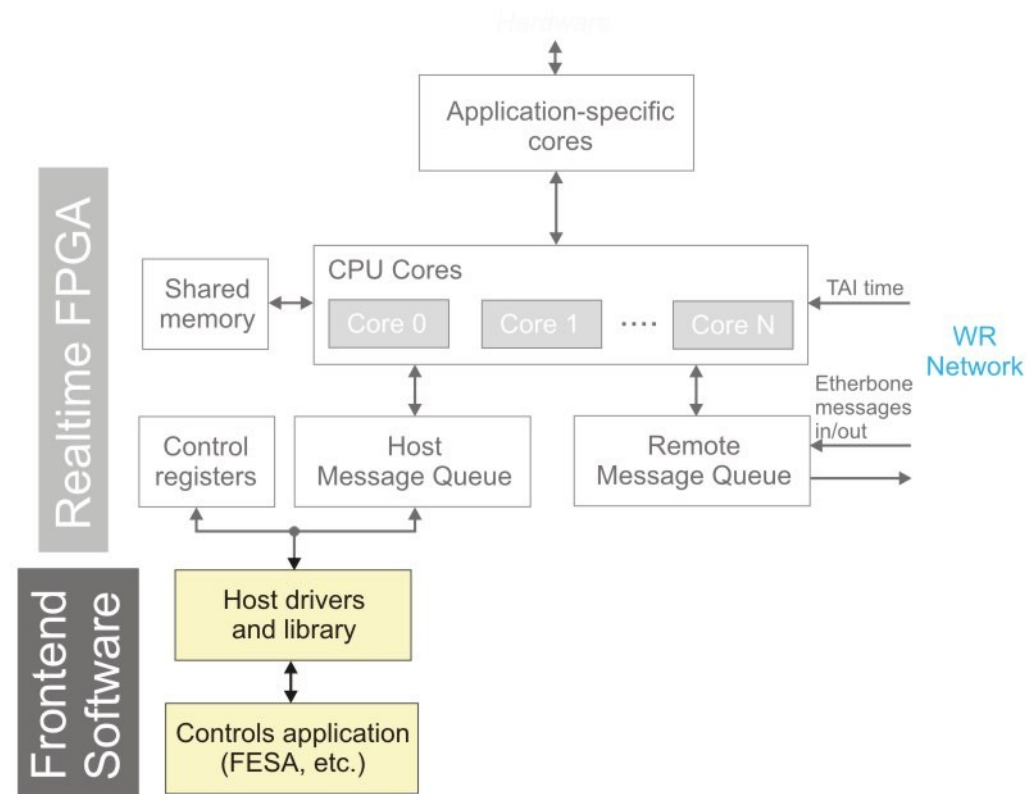 Hardware
Application-specific
cores
Realtime FPGA
CPU Cores
Shared
memory
Core 0
Core 1
....
Core N
TAI time
WR
Network
Etherbone
messages
in/out
Control
registers
Host
Message Queue
Remote
Message Queue
Frontend
Software
Host drivers
and library
Controls application
(FESA, etc.)